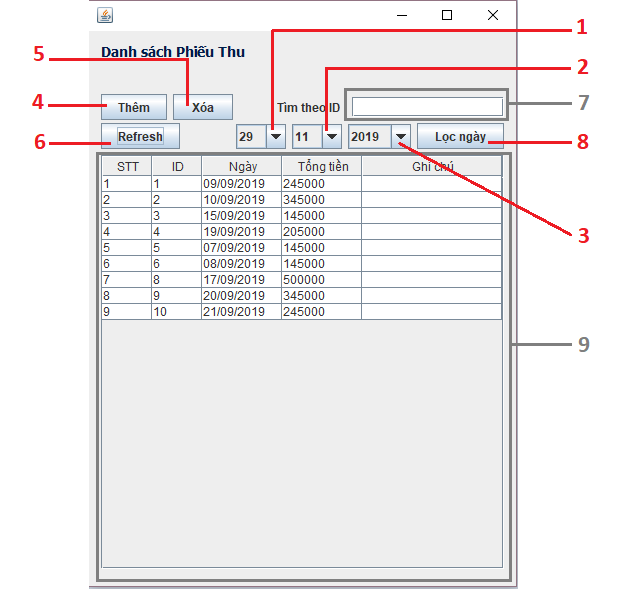 1
Danh sách Phiếu Thu
5
2
4
Thêm Xóa Tìm theo ID
7
6
Refresh 29 11 2019 Lọc ngày
8
STT ID Ngày Tổng tiền Ghi chú
1 1 09/09/2019 245000
2 2 10/09/2019 345000
3 3 15/09/2019 145000
4 4 19/09/2019 205000
3
5 5 07/09/2019 145000
6 6 08/09/2019 145000
7 8 17/09/2019 500000
8 9 20/09/2019 345000
9 10 21/09/2019 245000
9